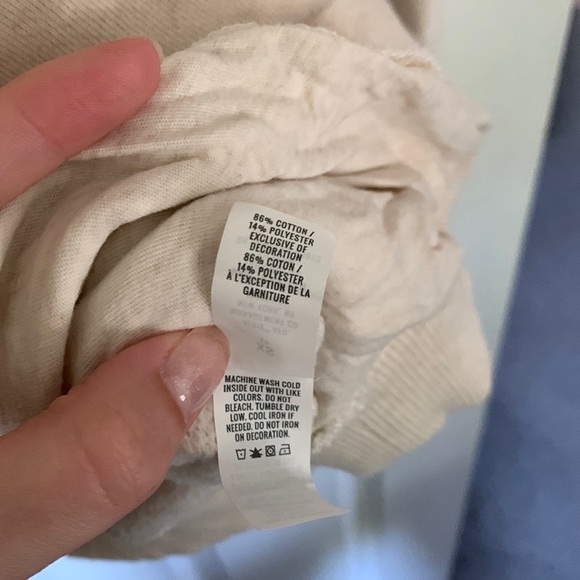 86% COTTON /
14% POLYESTER
EXCLUSIVE OF
DECORATION
86% COTON /
14% POLYESTER
À L'EXCEPTION DE LA
GARNITURE
MACHINE WASH COLD
INSIDE OUT WITH LIKE
COLORS. DO NOT
BLEACH. TUMBLE DRY
LOW. COOL IRON IF
NEEDED. DO NOT IRON
ON DECORATION.